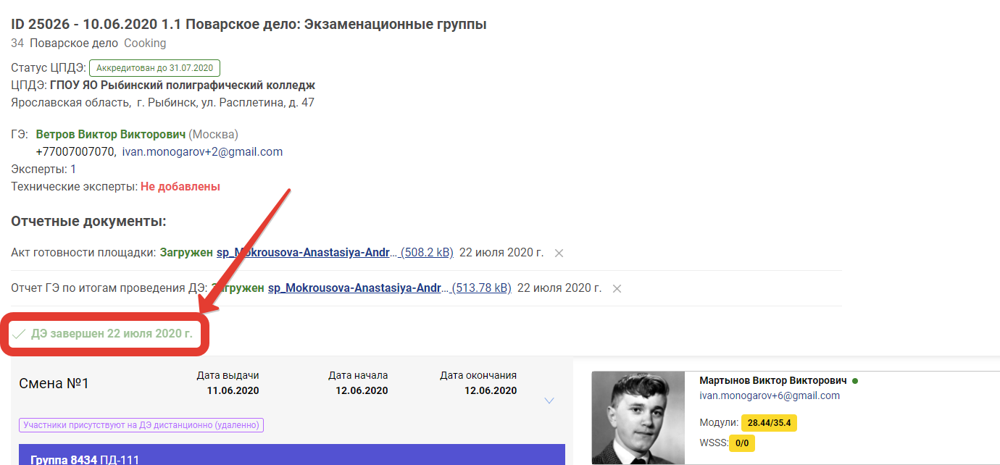 ID 25026 - 10.06.2020 1.1 Поварское дело: Экзаменационные группы
34 Поварское дело Cooking
Статус ЦПДЭ: Аккредитован до 31.07.2020
ЦПДЭ: ГПОУ ЯО Рыбинский полиграфический колледж
Ярославская область, г. Рыбинск, ул. Расплетина, д. 47
ГЭ: Ветров Виктор Викторович (Москва)
+77007007070, ivan.monogarov+2@gmail.com
Эксперты: 1
Технические эксперты: Не добавлены
Отчетные документы:
Акт готовности площадки: Загружен sp_Mokrousova-Anastasiya-Andr... (508.2 kB) 22 июля 2020 г.
Отчет ГЭ по итогам проведения ДЭ: Загружен sp_Mokrousova-Anastasiya-Andr... (513.78 kB) 22 июля 2020 г.
ДЭ завершен 22 июля 2020 г.
Смена №1
Дата выдачи
11.06.2020
Дата начала
12.06.2020
Дата окончания
12.06.2020
Участники присутствуют на ДЭ дистанционно (удаленно)
Группа 8434 ПД-111
Мартынов Виктор Викторович
ivan.monogarov+6@gmail.com
Модули: 28.44/35.4
WSSS: 0/0